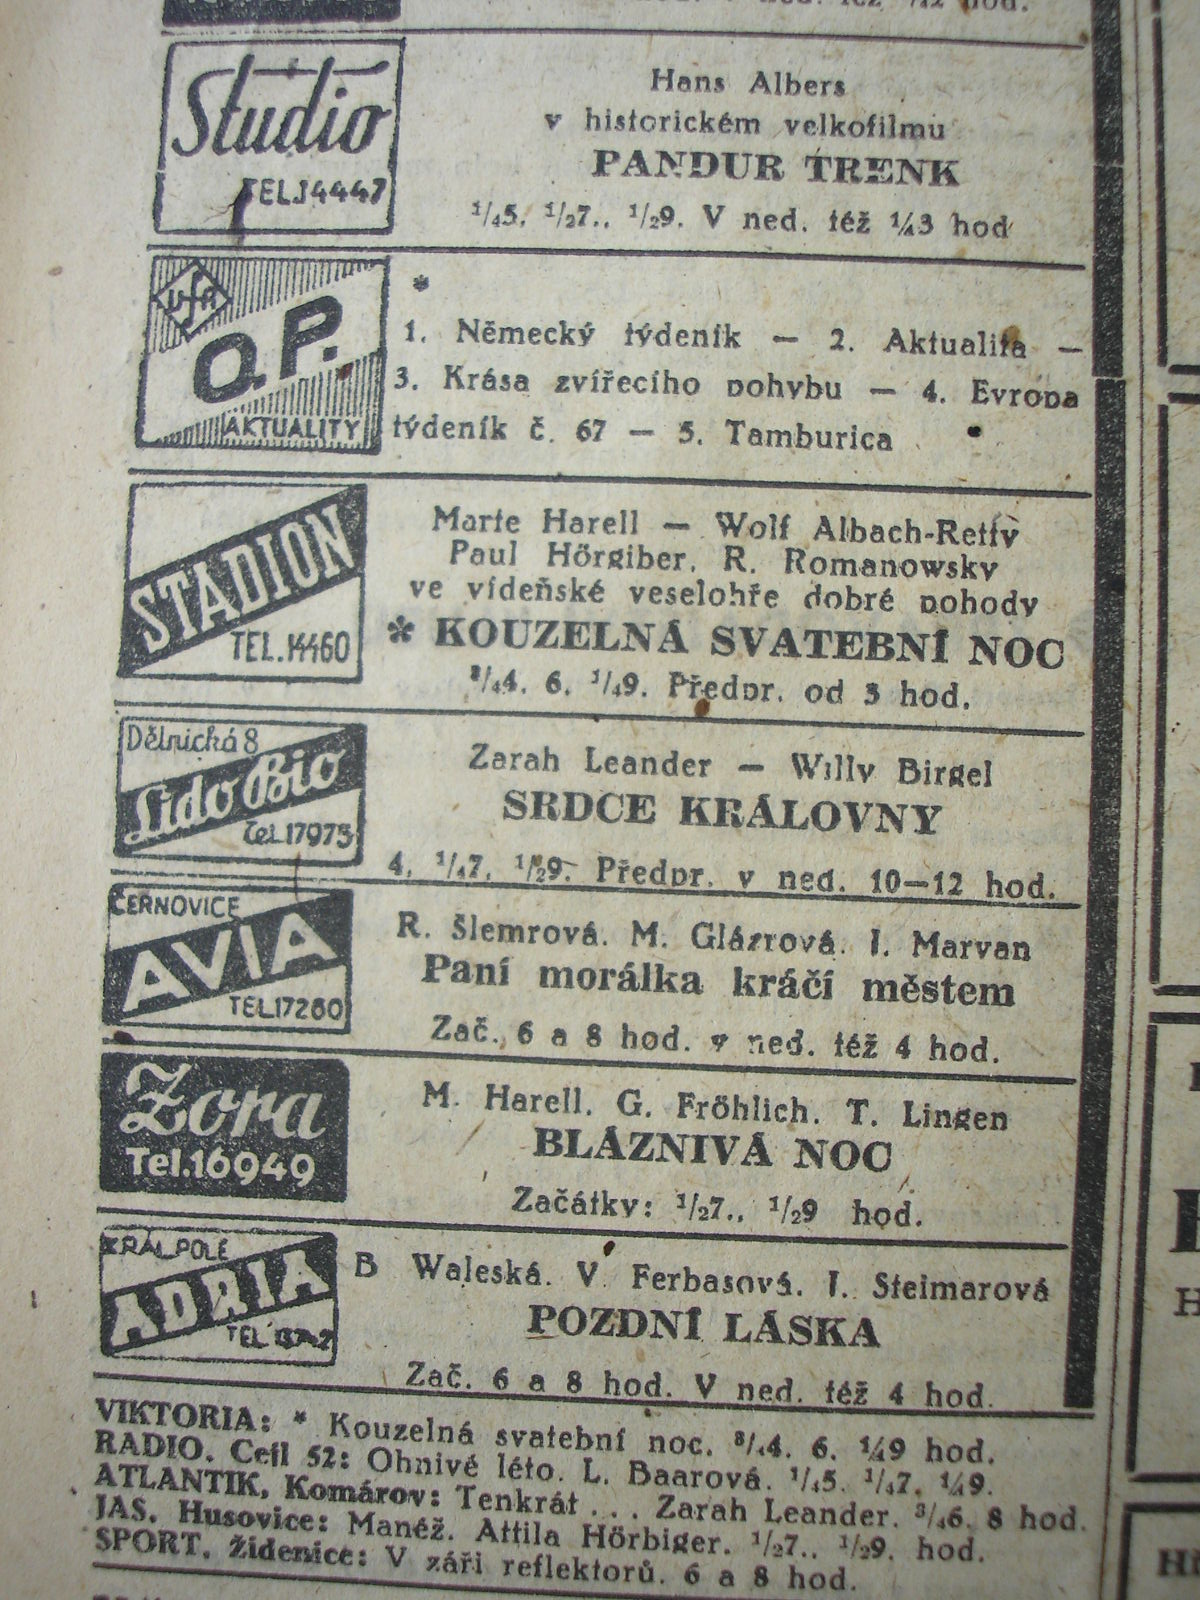 Studio
TEL.14447
Hans Albers
v historickém velkofilmu
PANDUR TRENK
1/45, 1/27., 1/29. V ned. též 1/43 hod
Ufa
O.P.
AKTUALITY
*
1. Německý týdeník — 2. Aktualita —
3. Krása zvířecího pohybu — 4. Evropa
týdeník č. 67 — 5. Tamburica
STADION
TEL.14460
Marte Harell — Wolf Albach-Retty
Paul Hörgiber, R. Romanowsky
ve vídeňské veselohře dobré pohody
* KOUZELNÁ SVATEBNÍ NOC
3/44, 6, 1/49. Předpr. od 3 hod.
Dělnická 8
Lido Bio
Tel.17975
Zarah Leander — Willy Birgel
SRDCE KRÁLOVNY
4, 1/47, 1/29. Předpr. v ned. 10—12 hod.
ČERNOVICE
AVIA
TEL.17260
R. Šlemrová, M. Glázrová, J. Marvan
Paní morálka kráčí městem
Zač. 6 a 8 hod. v ned. též 4 hod.
Zora
Tel.16949
M. Harell, G. Fröhlich, T. Lingen
BLÁZNIVÁ NOC
Začátky: 1/27., 1/29 hod.
KRÁL.POLE
ADRIA
TEL
B Waleská, V. Ferbasová, J. Steimarová
POZDNÍ LÁSKA
Zač. 6 a 8 hod. V ned. též 4 hod.
VIKTORIA: * Kouzelná svatební noc. 3/44, 6, 1/49 hod.
RADIO, Cejl 52: Ohnivé léto. L. Baarová. 1/45, 1/47, 1/49.
ATLANTIK, Komárov: Tenkrát ... Zarah Leander. 3/46, 8 hod.
JAS, Husovice: Manéž. Attila Hörbiger. 1/27., 1/29. hod.
SPORT, Židenice: V záři reflektorů. 6 a 8 hod.